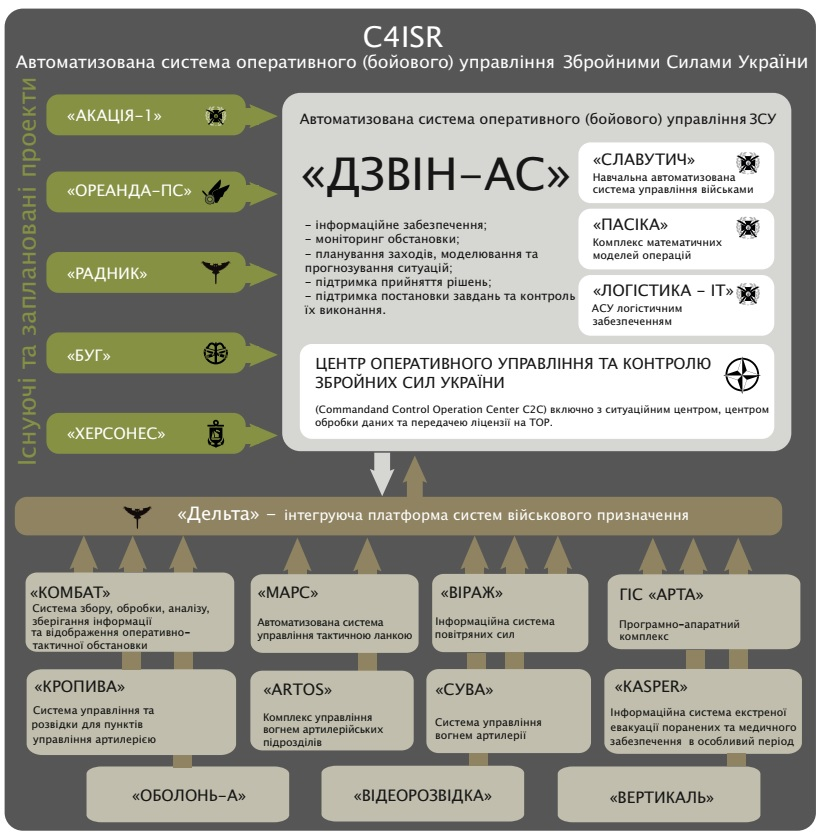 C4ISR
Автоматизована система оперативного (бойового) управління Збройними Силами України
Існуючі та заплановані проекти
«АКАЦІЯ-1»
«ОРЕАНДА-ПС»
«РАДНИК»
«БУГ»
«ХЕРСОНЕС»
Автоматизована система оперативного (бойового) управління ЗСУ
«ДЗВІН-АС»
– інформаційне забезпечення;
– моніторинг обстановки;
– планування заходів, моделювання та
прогнозування ситуацій;
– підтримка прийняття рішень;
– підтримка постановки завдань та контроль
їх виконання.
«СЛАВУТИЧ»
Навчальна автоматизована
система управління військами
«ПАСІКА»
Комплекс математичних
моделей операцій
«ЛОГІСТИКА – IT»
АСУ логістичним
забезпеченням
ЦЕНТР ОПЕРАТИВНОГО УПРАВЛІННЯ ТА КОНТРОЛЮ
ЗБРОЙНИХ СИЛ УКРАЇНИ
(Commandand Control Operation Center C2C) включно з ситуаційним центром, центром
обробки даних та передачею ліцензії на ТОР.
«Дельта» – інтегруюча платформа систем військового призначення
«КОМБАТ»
Система збору, обробки, аналізу,
зберігання інформації
та відображення оперативно–
тактичної обстановки
«МАРС»
Автоматизована система
управління тактичною ланкою
«ВІРАЖ»
Інформаційна система
повітряних сил
ГІС «АРТА»
Програмно–апаратний
комплекс
«КРОПИВА»
Система управління та
розвідки для пунктів
управління артилерією
«ARTOS»
Комплекс управління
вогнем артилерійських
підрозділів
«СУВА»
Система управління
вогнем артилерії
«KASPER»
Інформаційна система екстреної
евакуації поранених та медичного
забезпечення в особливий період
«ОБОЛОНЬ-А»
«ВІДЕОРОЗВІДКА»
«ВЕРТИКАЛЬ»